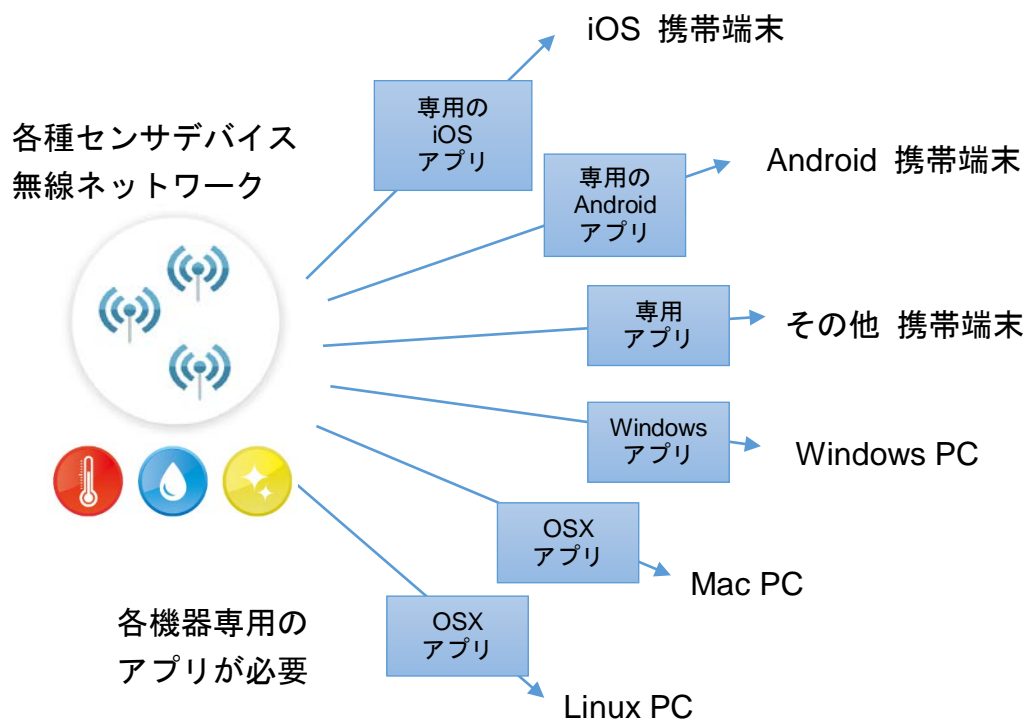 iOS 携帯端末
専用の
iOS
アプリ
各種センサデバイス
無線ネットワーク
専用の
Android
アプリ
Android 携帯端末
専用
アプリ
その他 携帯端末
Windows
アプリ
Windows PC
OSX
アプリ
Mac PC
各機器専用の
アプリが必要
OSX
アプリ
Linux PC